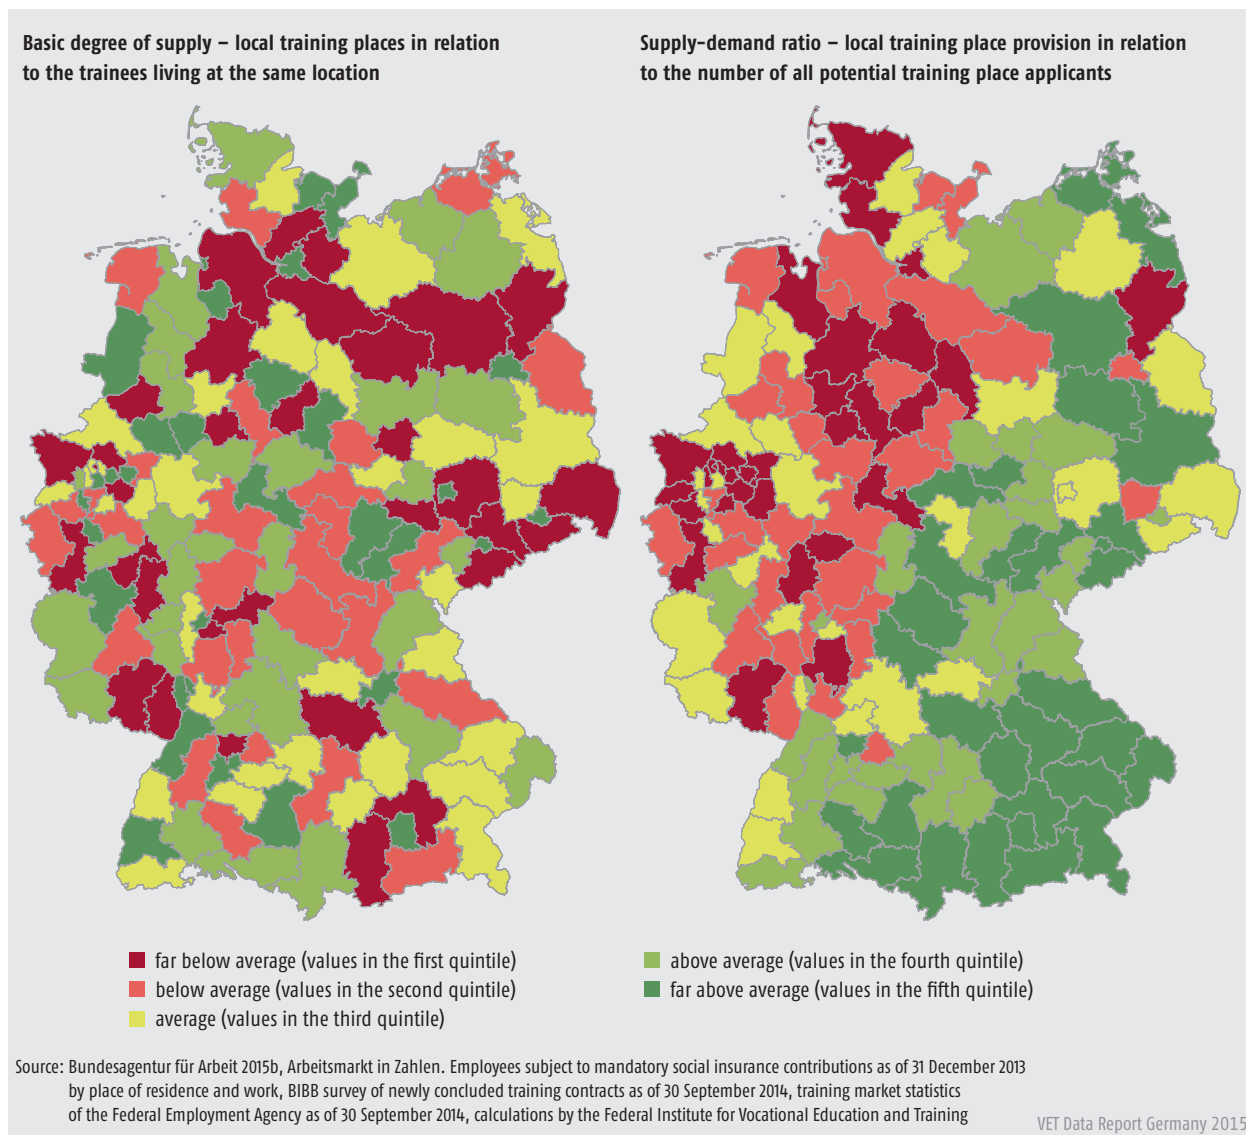 Basic degree of supply – local training places in relation
to the trainees living at the same location
Supply-demand ratio – local training place provision in relation
to the number of all potential training place applicants
far below average (values in the first quintile)
below average (values in the second quintile)
average (values in the third quintile)
above average (values in the fourth quintile)
far above average (values in the fifth quintile)
Source: Bundesagentur für Arbeit 2015b, Arbeitsmarkt in Zahlen. Employees subject to mandatory social insurance contributions as of 31 December 2013
by place of residence and work, BIBB survey of newly concluded training contracts as of 30 September 2014, training market statistics
of the Federal Employment Agency as of 30 September 2014, calculations by the Federal Institute for Vocational Education and Training
VET Data Report Germany 2015